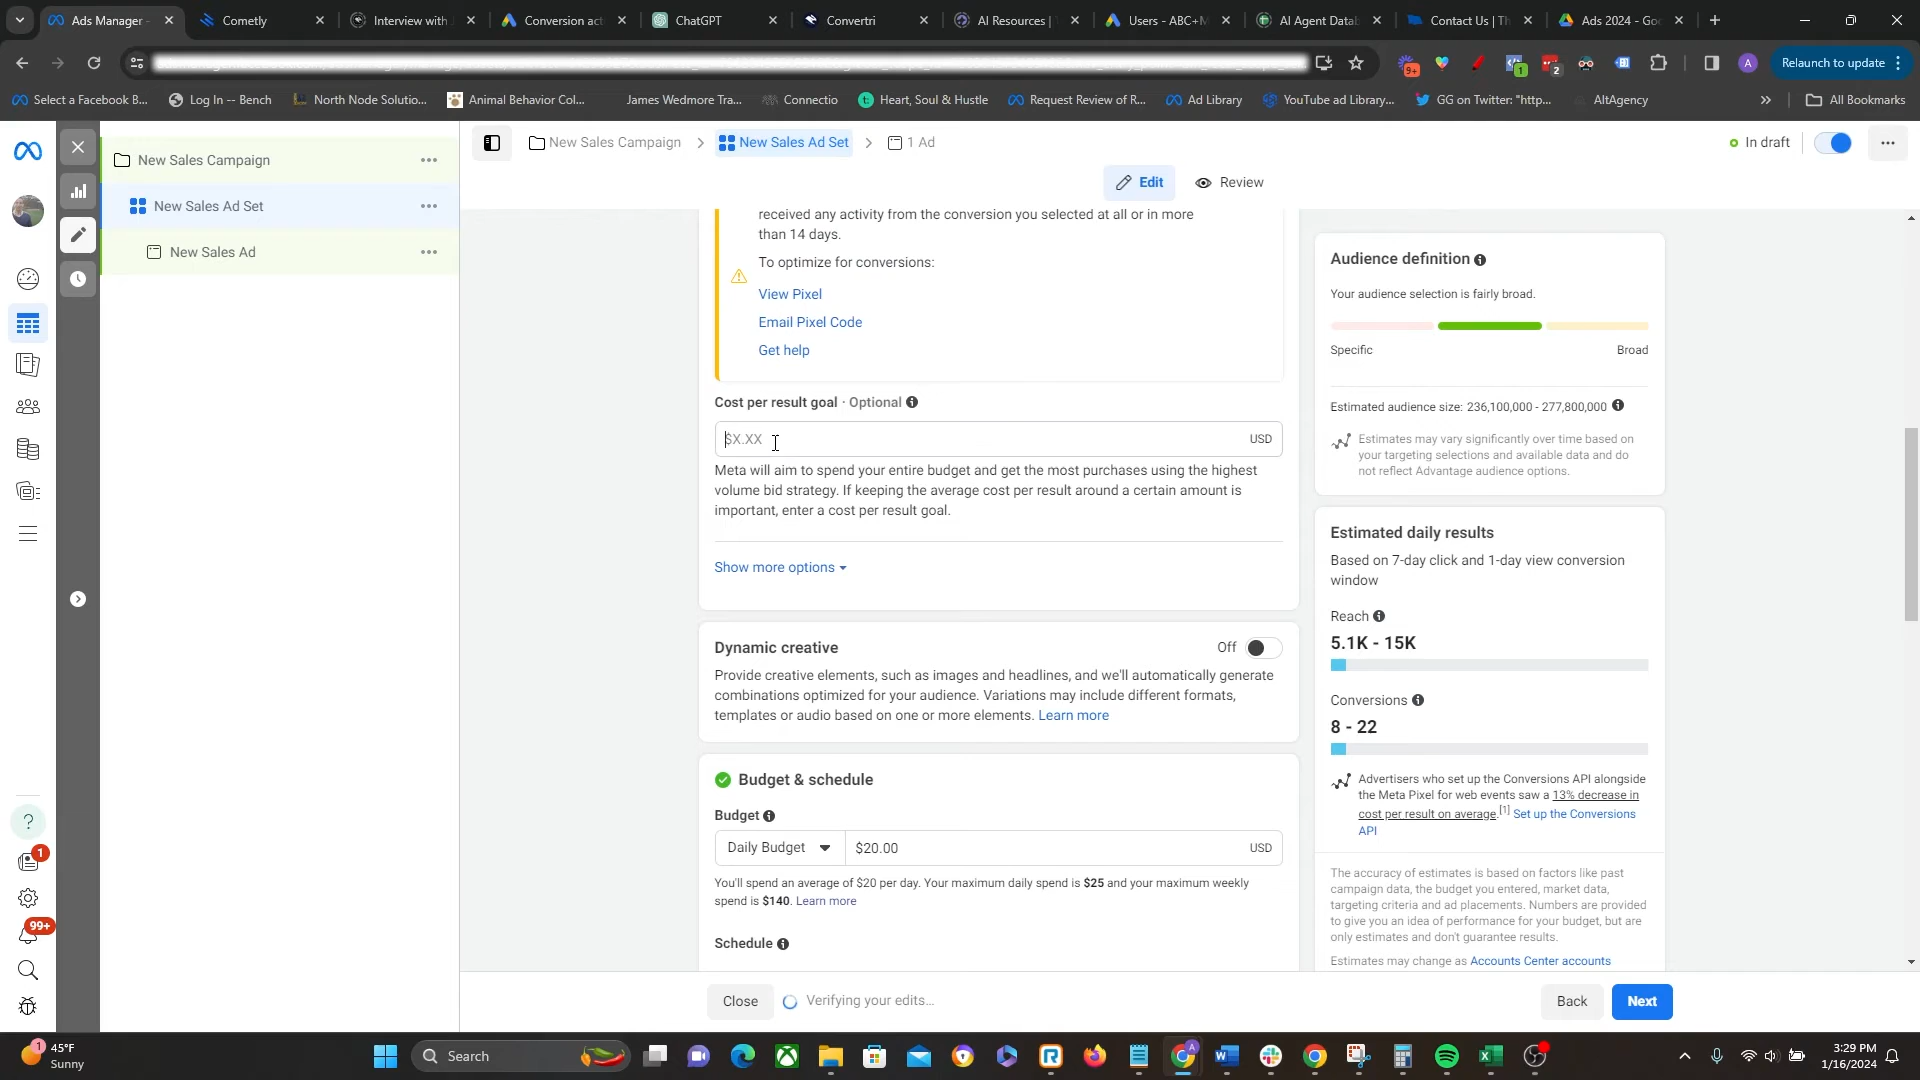 Ads Manager -
Cometly
Interview with
Conversion act
ChatGPT
Convertri
AI Resources |
Users - ABC+M
AI Agent Datab
Contact Us | Th
Ads 2024 - Goo
Relaunch to update
Select a Facebook B...
Log In -- Bench
North Node Solutio...
Animal Behavior Col...
James Wedmore Tra...
Connectio
Heart, Soul & Hustle
Request Review of R...
Ad Library
YouTube ad Library...
GG on Twitter: "http...
AltAgency
All Bookmarks
New Sales Campaign
New Sales Ad Set
New Sales Ad
New Sales Campaign
New Sales Ad Set
1 Ad
In draft
Edit
Review
received any activity from the conversion you selected at all or in more
than 14 days.
To optimize for conversions:
View Pixel
Email Pixel Code
Get help
Cost per result goal · Optional
$X.XX
USD
Meta will aim to spend your entire budget and get the most purchases using the highest
volume bid strategy. If keeping the average cost per result around a certain amount is
important, enter a cost per result goal.
Show more options
Dynamic creative
Off
Provide creative elements, such as images and headlines, and we'll automatically generate
combinations optimized for your audience. Variations may include different formats,
templates or audio based on one or more elements. Learn more
Budget & schedule
Budget
Daily Budget
$20.00
USD
You'll spend an average of $20 per day. Your maximum daily spend is $25 and your maximum weekly
spend is $140. Learn more
Schedule
Audience definition
Your audience selection is fairly broad.
Specific
Broad
Estimated audience size: 236,100,000 - 277,800,000
Estimates may vary significantly over time based on
your targeting selections and available data and do
not reflect Advantage audience options.
Estimated daily results
Based on 7-day click and 1-day view conversion
window
Reach
5.1K - 15K
Conversions
8 - 22
Advertisers who set up the Conversions API alongside
the Meta Pixel for web events saw a 13% decrease in
cost per result on average.[1] Set up the Conversions
API
The accuracy of estimates is based on factors like past
campaign data, the budget you entered, market data,
targeting criteria and ad placements. Numbers are provided
to give you an idea of performance for your budget, but are
only estimates and don't guarantee results.
Estimates may change as Accounts Center accounts
Close
Verifying your edits...
Back
Next
1
99+
9+
1
2
A
1
45°F
Sunny
Search
3:29 PM
1/16/2024